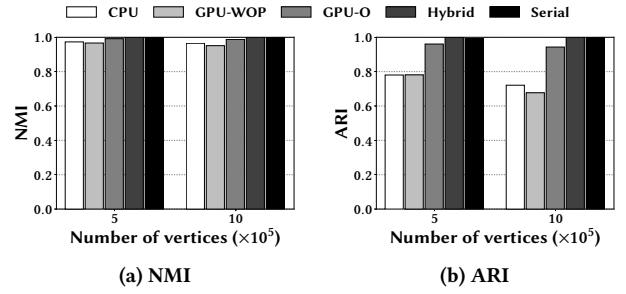 CPU GPU-WOP GPU-O Hybrid Serial
1.0
0.8
0.6
0.4
0.2
0.0
NMI
5 10
Number of vertices (×10⁵)
(a) NMI
1.0
0.8
0.6
0.4
0.2
0.0
ARI
5 10
Number of vertices (×10⁵)
(b) ARI